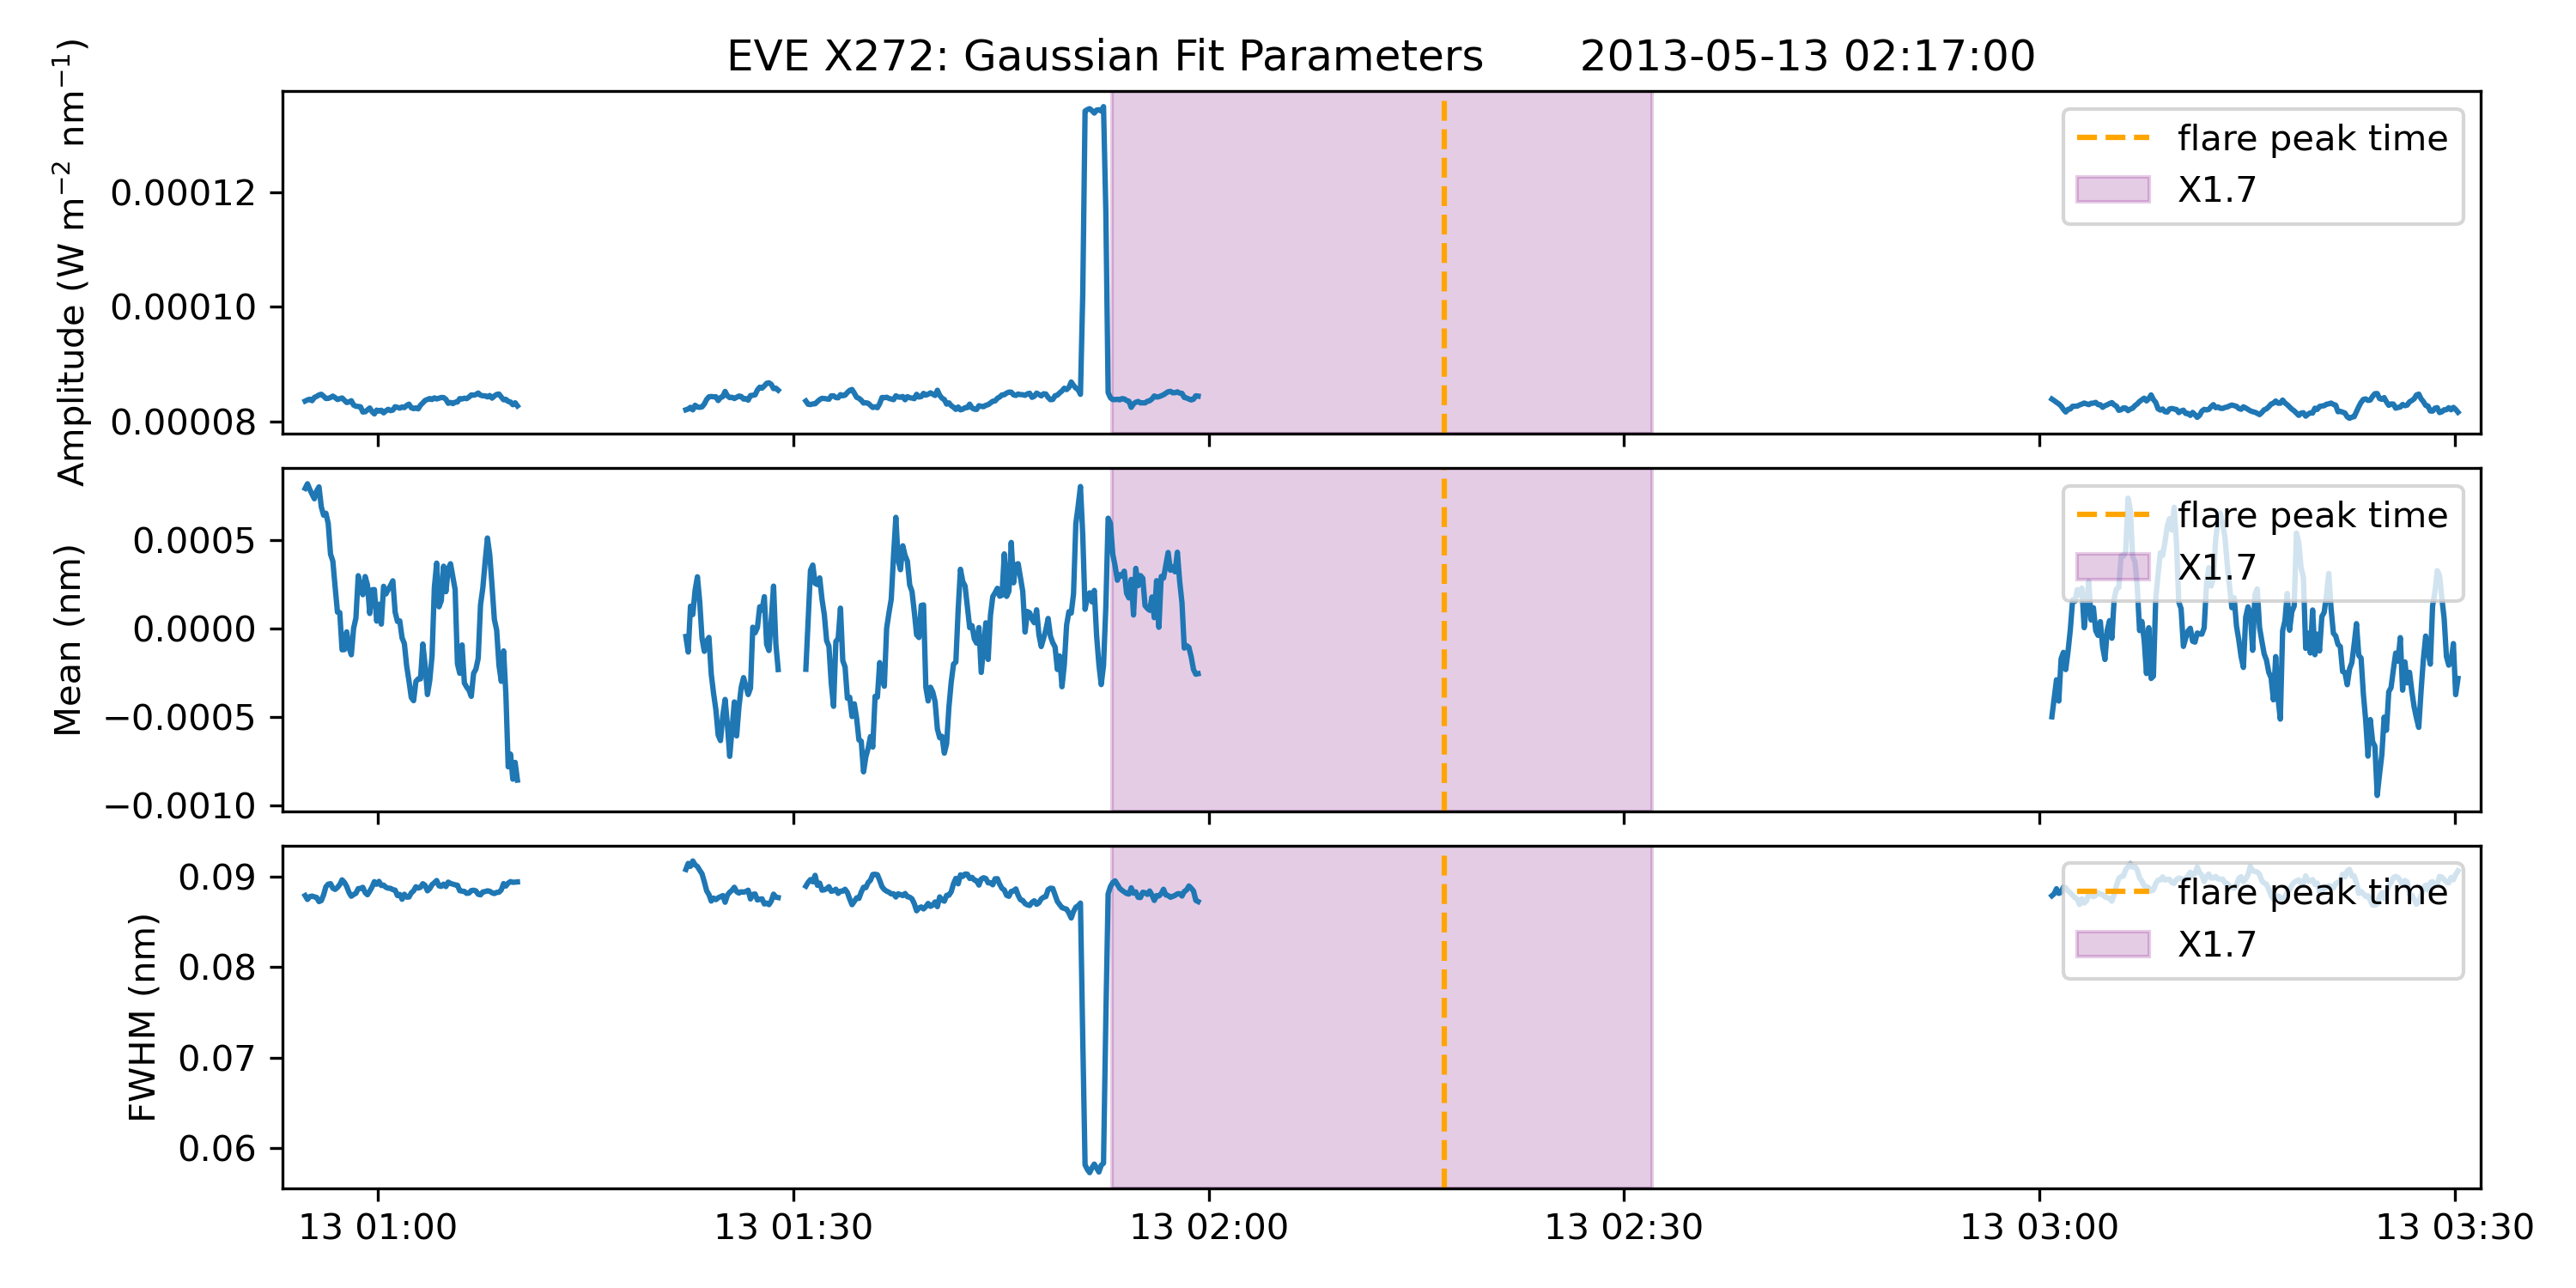 EVE X272: Gaussian Fit Parameters 2013-05-13 02:17:00
Amplitude (W m⁻² nm⁻¹)
0.00012
0.00010
0.00008
flare peak time
X1.7
Mean (nm)
0.0005
0.0000
−0.0005
−0.0010
flare peak time
X1.7
FWHM (nm)
0.09
0.08
0.07
0.06
flare peak time
X1.7
13 01:00 13 01:30 13 02:00 13 02:30 13 03:00 13 03:30